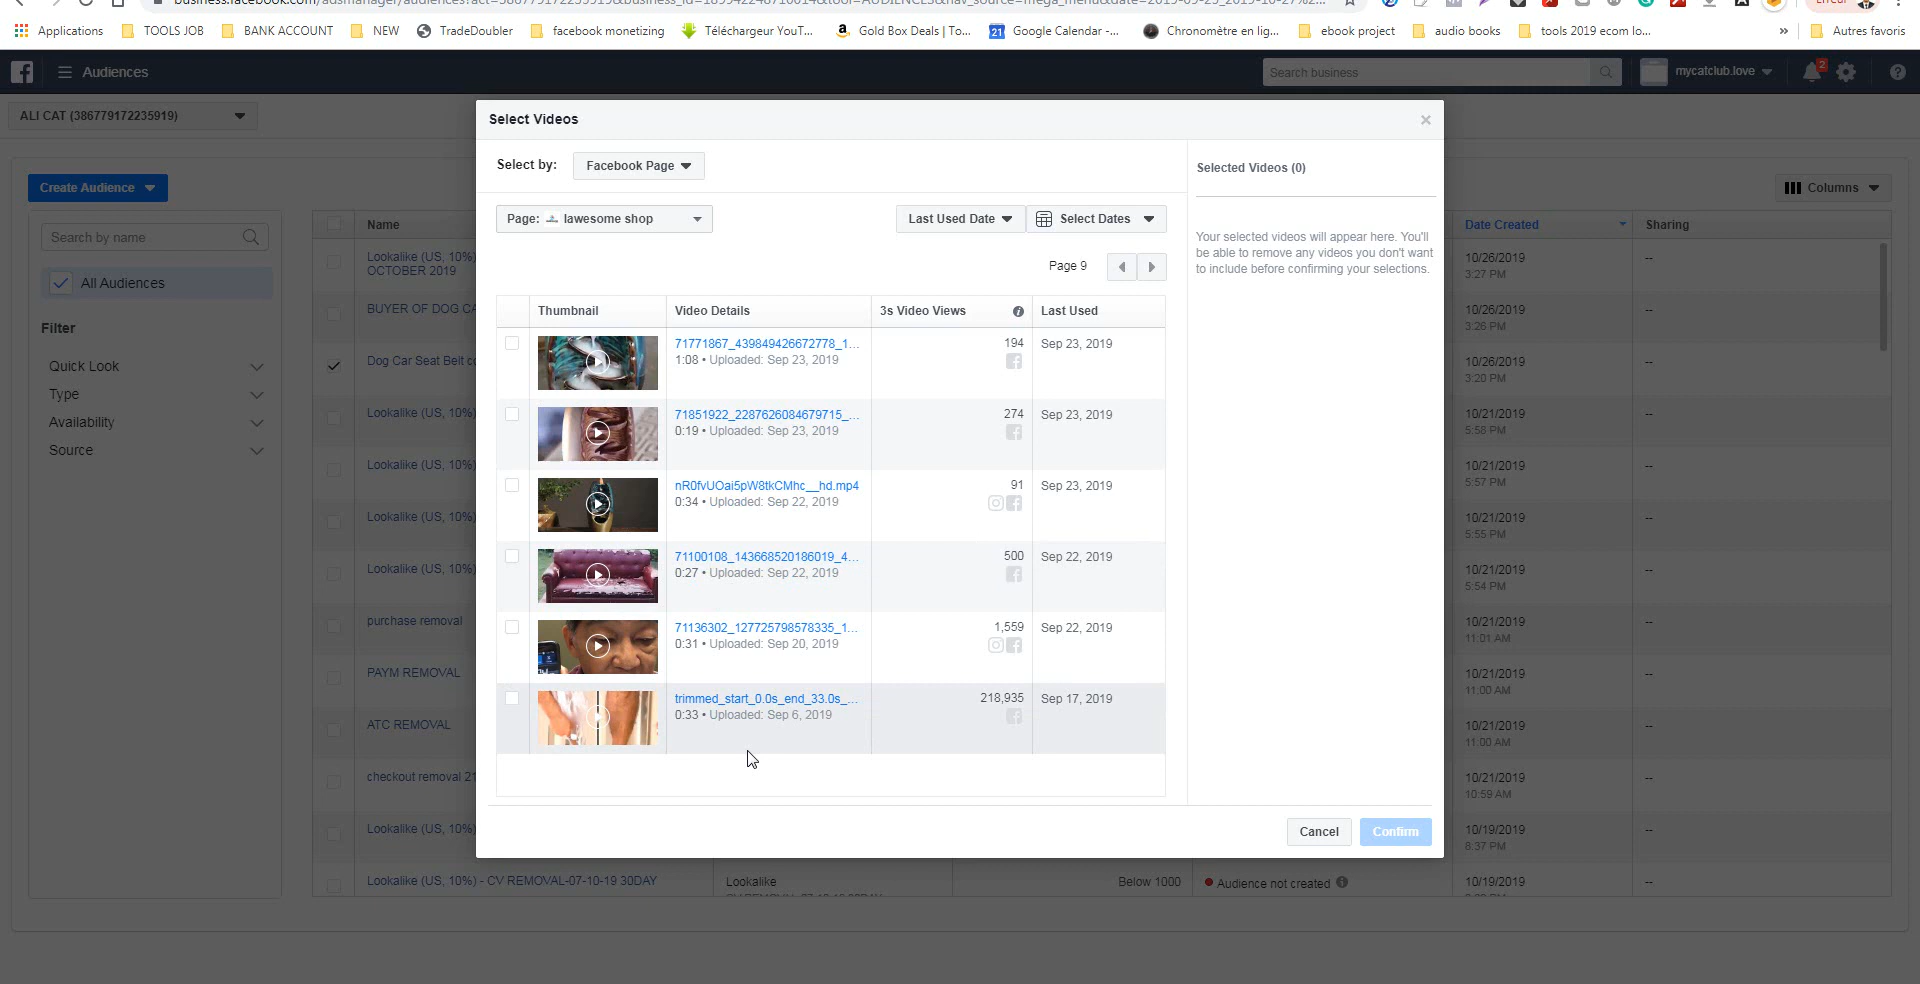 Applications
TOOLS JOB
BANK ACCOUNT
NEW
TradeDoubler
facebook monetizing
Téléchargeur YouT...
Gold Box Deals | To...
Google Calendar -...
Chronomètre en lig...
ebook project
audio books
tools 2019 ecom lo...
»
Autres favoris
Audiences
Search business
mycatclub.love
2
ALI CAT (386779172235919)
Create Audience
Search by name
All Audiences
Filter
Quick Look
Type
Availability
Source
Columns
Name
Date Created
Sharing
Lookalike (US, 10%)
OCTOBER 2019
10/26/2019
3:27 PM
--
BUYER OF DOG CA
10/26/2019
3:26 PM
--
Dog Car Seat Belt c
10/26/2019
3:20 PM
--
Lookalike (US, 10%)
10/21/2019
5:58 PM
--
Lookalike (US, 10%)
10/21/2019
5:57 PM
--
Lookalike (US, 10%)
10/21/2019
5:55 PM
--
Lookalike (US, 10%)
10/21/2019
5:54 PM
--
purchase removal
10/21/2019
11:01 AM
--
PAYM REMOVAL
10/21/2019
11:00 AM
--
ATC REMOVAL
10/21/2019
11:00 AM
--
checkout removal 21
10/21/2019
10:59 AM
--
Lookalike (US, 10%)
10/19/2019
8:37 PM
--
Lookalike (US, 10%) - CV REMOVAL-07-10-19 30DAY
Lookalike
Below 1000
Audience not created
10/19/2019
--
Select Videos
Select by:
Facebook Page
Page: lawesome shop
Last Used Date
Select Dates
Page 9
Thumbnail
Video Details
3s Video Views
Last Used
71771867_439849426672778_1...
1:08 • Uploaded: Sep 23, 2019
194
Sep 23, 2019
71851922_2287626084679715_...
0:19 • Uploaded: Sep 23, 2019
274
Sep 23, 2019
nR0fvUOai5pW8tkCMhc__hd.mp4
0:34 • Uploaded: Sep 22, 2019
91
Sep 23, 2019
71100108_143668520186019_4...
0:27 • Uploaded: Sep 22, 2019
500
Sep 22, 2019
71136302_127725798578335_1...
0:31 • Uploaded: Sep 20, 2019
1,559
Sep 22, 2019
trimmed_start_0.0s_end_33.0s_...
0:33 • Uploaded: Sep 6, 2019
218,935
Sep 17, 2019
Selected Videos (0)
Your selected videos will appear here. You'll
be able to remove any videos you don't want
to include before confirming your selections.
Cancel
Confirm